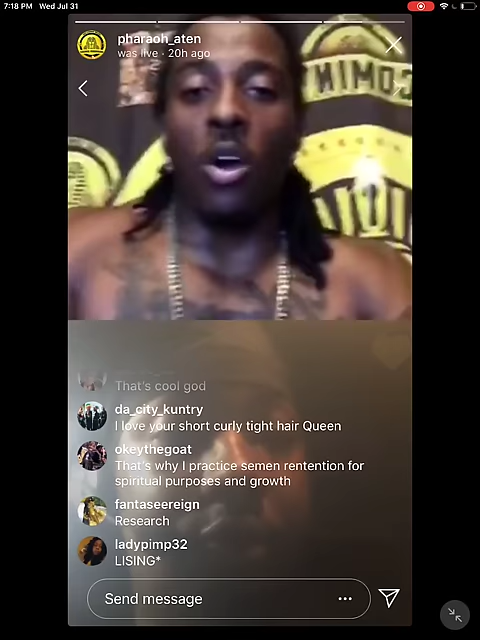 7:18 PM Wed Jul 31
pharaoh_aten
was live · 20h ago
COMIN
That's cool god
da_city_kuntry
I love your short curly tight hair Queen
okeythegoat
That's why I practice semen rentention for
spiritual purposes and growth
fantaseereign
Research
ladypimp32
LISING*
Send message